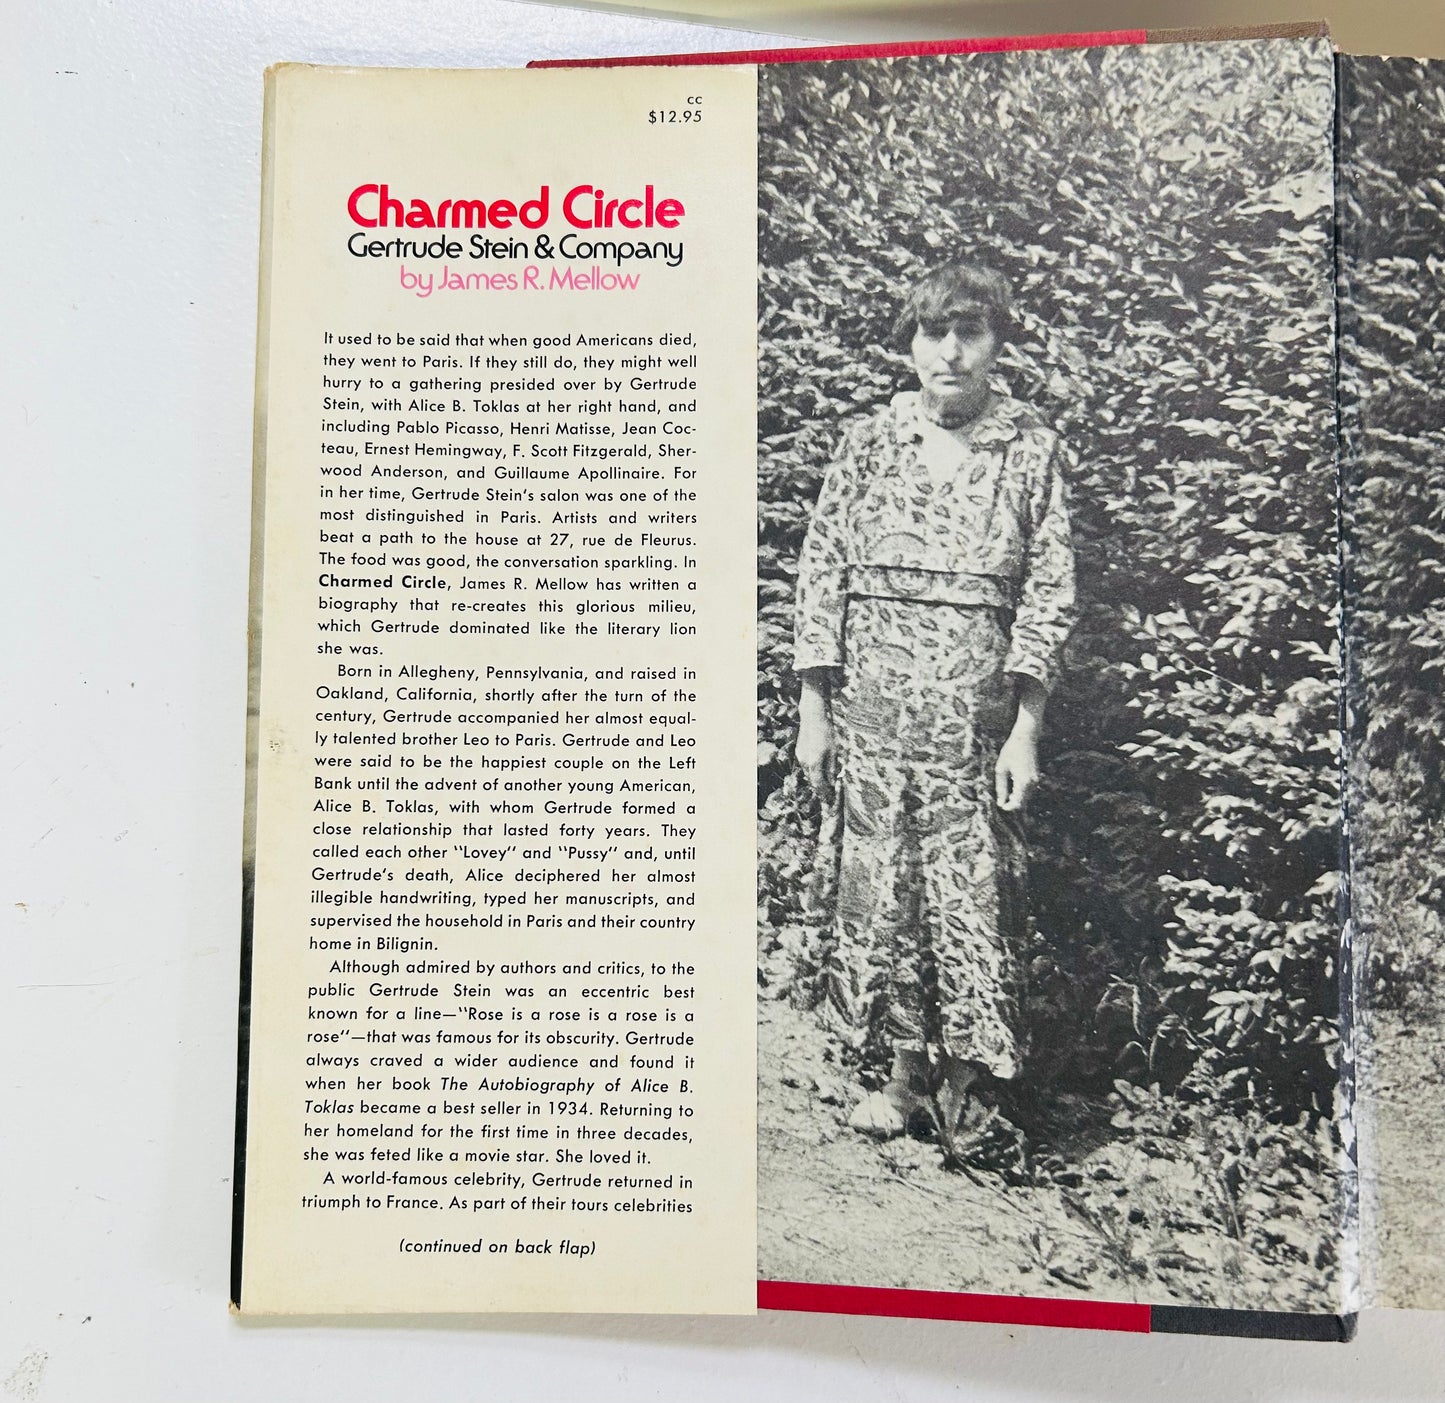 cc
$12.95
Charmed Circle
Gertrude Stein & Company
by James R. Mellow
It used to be said that when good Americans died,
they went to Paris. If they still do, they might well
hurry to a gathering presided over by Gertrude
Stein, with Alice B. Toklas at her right hand, and
including Pablo Picasso, Henri Matisse, Jean Coc-
teau, Ernest Hemingway, F. Scott Fitzgerald, Sher-
wood Anderson, and Guillaume Apollinaire. For
in her time, Gertrude Stein's salon was one of the
most distinguished in Paris. Artists and writers
beat a path to the house at 27, rue de Fleurus.
The food was good, the conversation sparkling. In
Charmed Circle, James R. Mellow has written a
biography that re-creates this glorious milieu,
which Gertrude dominated like the literary lion
she was.
Born in Allegheny, Pennsylvania, and raised in
Oakland, California, shortly after the turn of the
century, Gertrude accompanied her almost equal-
ly talented brother Leo to Paris. Gertrude and Leo
were said to be the happiest couple on the Left
Bank until the advent of another young American,
Alice B. Toklas, with whom Gertrude formed a
close relationship that lasted forty years. They
called each other "Lovey" and "Pussy" and, until
Gertrude's death, Alice deciphered her almost
illegible handwriting, typed her manuscripts, and
supervised the household in Paris and their country
home in Bilignin.
Although admired by authors and critics, to the
public Gertrude Stein was an eccentric best
known for a line—"Rose is a rose is a rose is a
rose"—that was famous for its obscurity. Gertrude
always craved a wider audience and found it
when her book The Autobiography of Alice B.
Toklas became a best seller in 1934. Returning to
her homeland for the first time in three decades,
she was feted like a movie star. She loved it.
A world-famous celebrity, Gertrude returned in
triumph to France. As part of their tours celebrities
(continued on back flap)